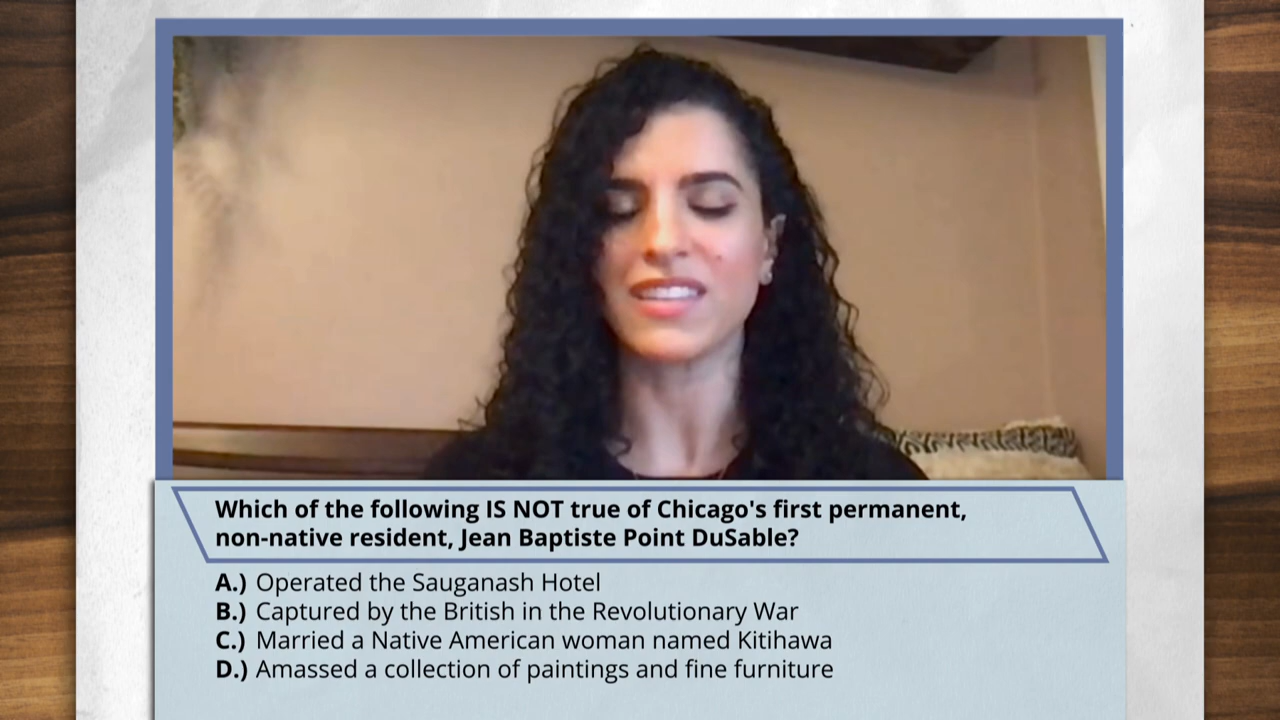 Which of the following IS NOT true of Chicago's first permanent,
non-native resident, Jean Baptiste Point DuSable?
A.) Operated the Sauganash Hotel
B.) Captured by the British in the Revolutionary War
C.) Married a Native American woman named Kitihawa
D.) Amassed a collection of paintings and fine furniture